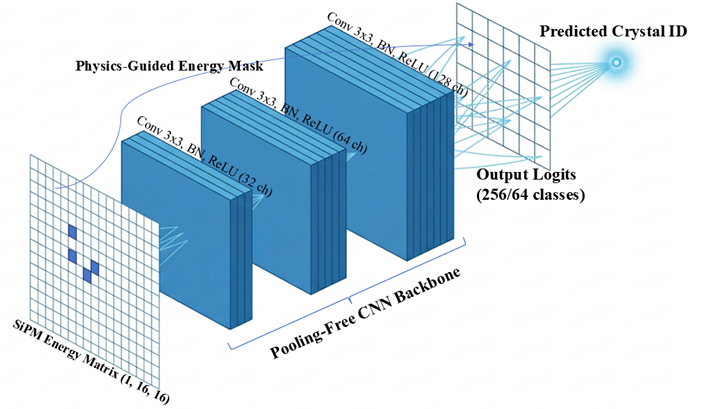 Predicted Crystal ID
Physics-Guided Energy Mask
Conv 3x3, BN, ReLU (128 ch)
Conv 3x3, BN, ReLU (64 ch)
Conv 3x3, BN, ReLU (32 ch)
Output Logits
(256/64 classes)
Pooling-Free CNN Backbone
SiPM Energy Matrix (1, 16, 16)